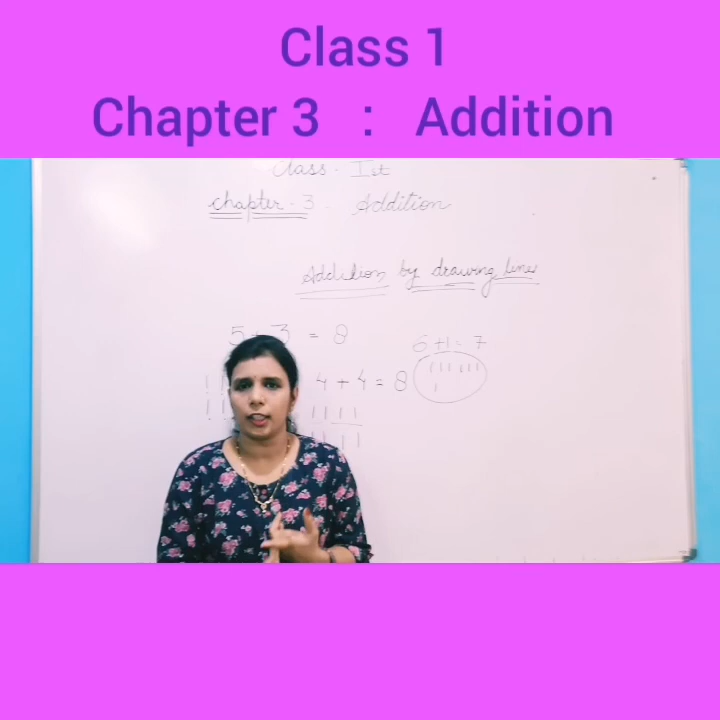 Class 1
Chapter 3 : Addition
Class. Ist
chapter - 3. Addition
Addition by drawing lines
5 + 3 = 8
6+1= 7
4 + 4 = 8